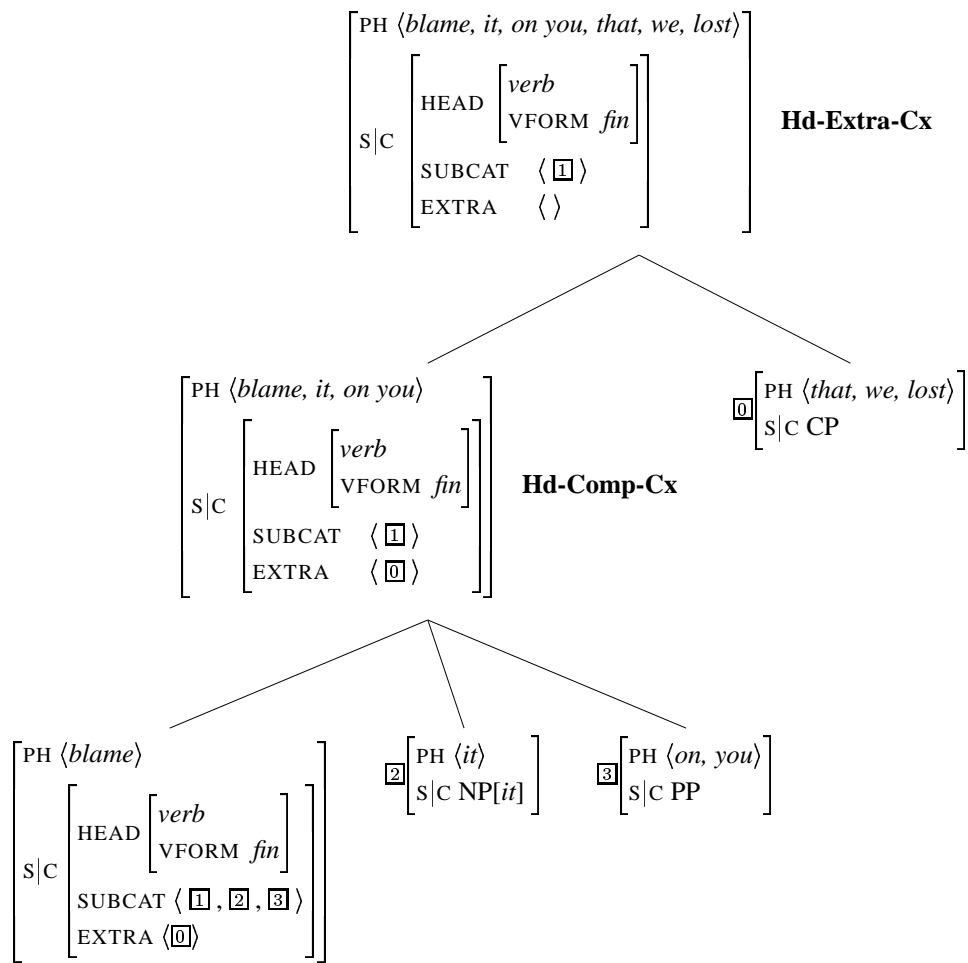 PH ⟨blame, it, on you, that, we, lost⟩
S|C
HEAD
verb
VFORM fin
SUBCAT ⟨ 1 ⟩
EXTRA ⟨ ⟩
Hd-Extra-Cx
PH ⟨blame, it, on you⟩
S|C
HEAD
verb
VFORM fin
SUBCAT ⟨ 1 ⟩
EXTRA ⟨ 0 ⟩
Hd-Comp-Cx
0
PH ⟨that, we, lost⟩
S|C CP
PH ⟨blame⟩
S|C
HEAD
verb
VFORM fin
SUBCAT ⟨ 1 , 2 , 3 ⟩
EXTRA ⟨0⟩
2
PH ⟨it⟩
S|C NP[it]
3
PH ⟨on, you⟩
S|C PP